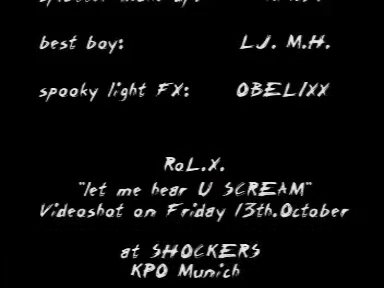 best boy: LJ. M.H.
spooky light FX: OBELIXX
RoL.X.
"let me hear U SCREAM"
Videoshot on Friday 13th.October
at SHOCKERS
KPO Munich